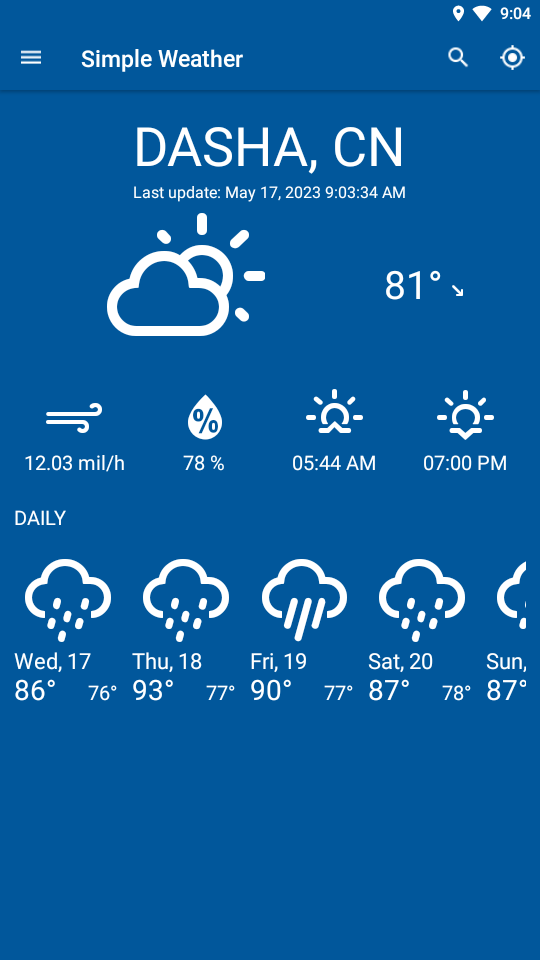 9:04
Simple Weather
DASHA, CN
Last update: May 17, 2023 9:03:34 AM
81°
%
12.03 mil/h 78 % 05:44 AM 07:00 PM
DAILY
Wed, 17 Thu, 18 Fri, 19 Sat, 20 Sun,
86° 76° 93° 77° 90° 77° 87° 78° 87°